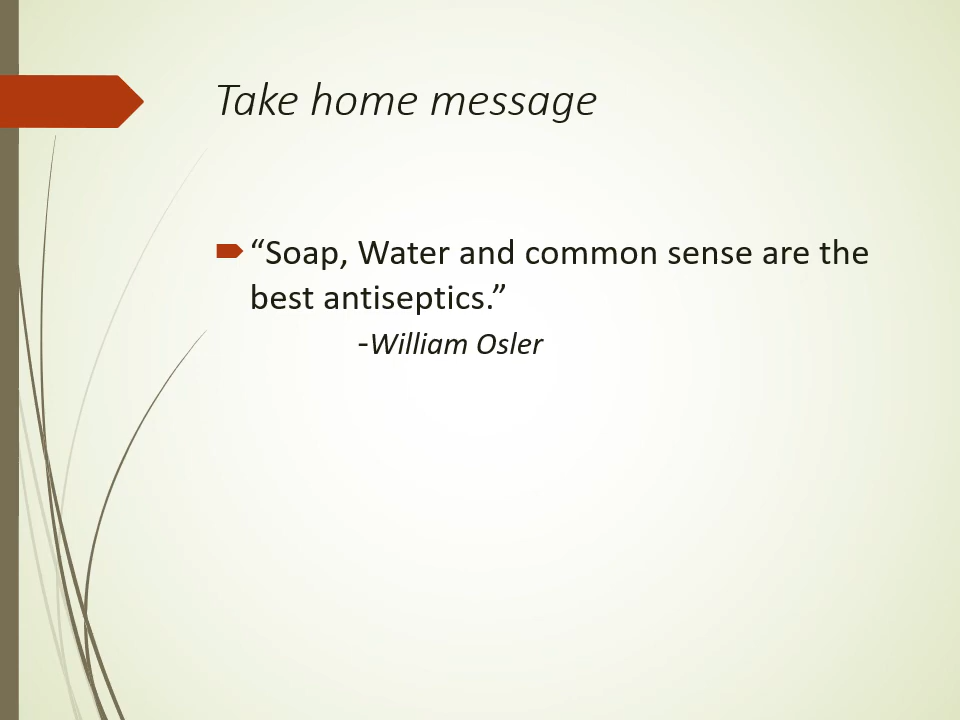 Take home message
“Soap, Water and common sense are the
best antiseptics.”
-William Osler